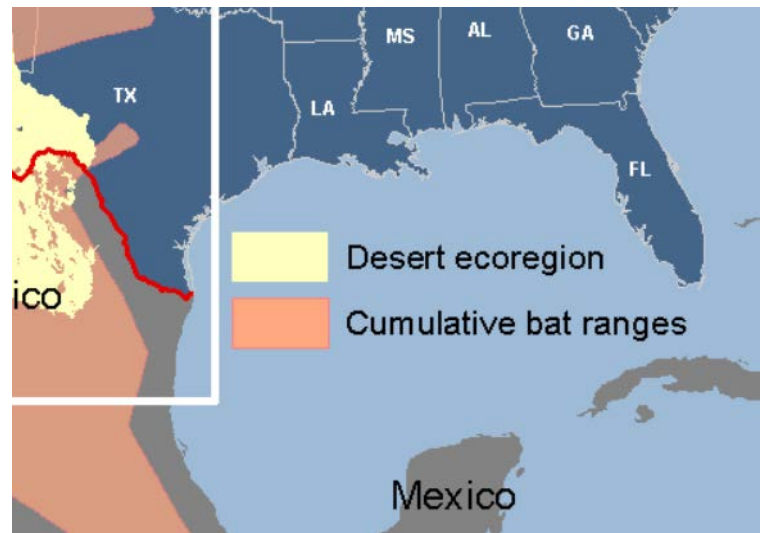 MS
AL
GA
TX
LA
FL
Desert ecoregion
ico
Cumulative bat ranges
Mexico